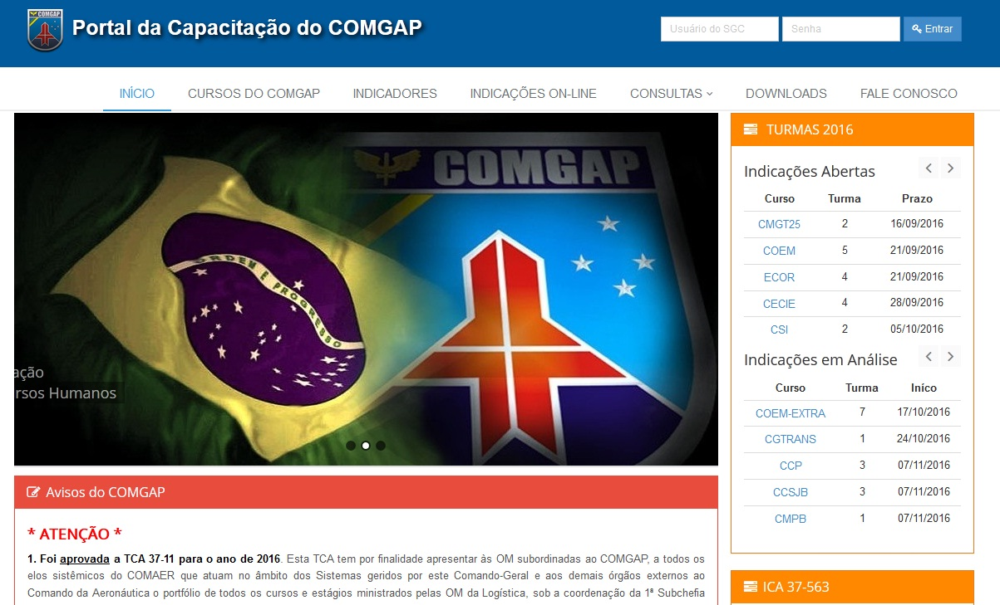 COMGAP
Portal da Capacitação do COMGAP
Usuário do SGC
Senha
Entrar
INÍCIO
CURSOS DO COMGAP
INDICADORES
INDICAÇÕES ON-LINE
CONSULTAS
DOWNLOADS
FALE CONOSCO
COMGAP
ORDEM E PROGRESSO
ação
rsos Humanos
Avisos do COMGAP
* ATENÇÃO *
1. Foi aprovada a TCA 37-11 para o ano de 2016. Esta TCA tem por finalidade apresentar às OM subordinadas ao COMGAP, a todos os
elos sistêmicos do COMAER que atuam no âmbito dos Sistemas geridos por este Comando-Geral e aos demais órgãos externos ao
Comando da Aeronáutica o portfólio de todos os cursos e estágios ministrados pelas OM da Logística, sob a coordenação da 1ª Subchefia
TURMAS 2016
Indicações Abertas
Curso Turma Prazo
CMGT25 2 16/09/2016
COEM 5 21/09/2016
ECOR 4 21/09/2016
CECIE 4 28/09/2016
CSI 2 05/10/2016
Indicações em Análise
Curso Turma Iníco
COEM-EXTRA 7 17/10/2016
CGTRANS 1 24/10/2016
CCP 3 07/11/2016
CCSJB 3 07/11/2016
CMPB 1 07/11/2016
ICA 37-563